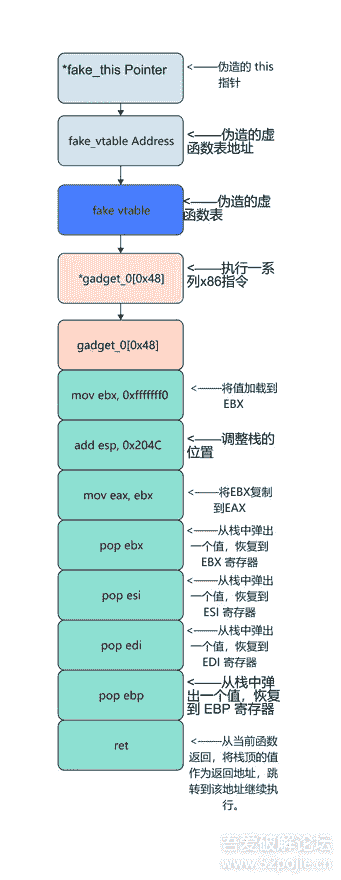 *fake_this Pointer
<——伪造的 this
指针
fake_vtable Address
<——伪造的虚
函数表地址
fake vtable
<——伪造的虚
函数表
*gadget_0[0x48]
<——执行一系
列x86指令
gadget_0[0x48]
mov ebx, 0xfffffff0
<——将值加载到
EBX
add esp, 0x204C
<——调整栈的
位置
mov eax, ebx
<——将EBX复制
到EAX
pop ebx
<——从栈中弹出
一个值，恢复到
EBX 寄存器
pop esi
<——从栈中弹出
一个值，恢复到
ESI 寄存器
pop edi
<——从栈中弹出
一个值，恢复到
EDI 寄存器
pop ebp
<——从栈中弹
出一个值，恢复
到 EBP 寄存器
ret
<——从当前函数
返回，将栈顶的值
作为返回地址，跳
转到该地址继续执
行。
吾爱破解论坛
www.52pojie.cn